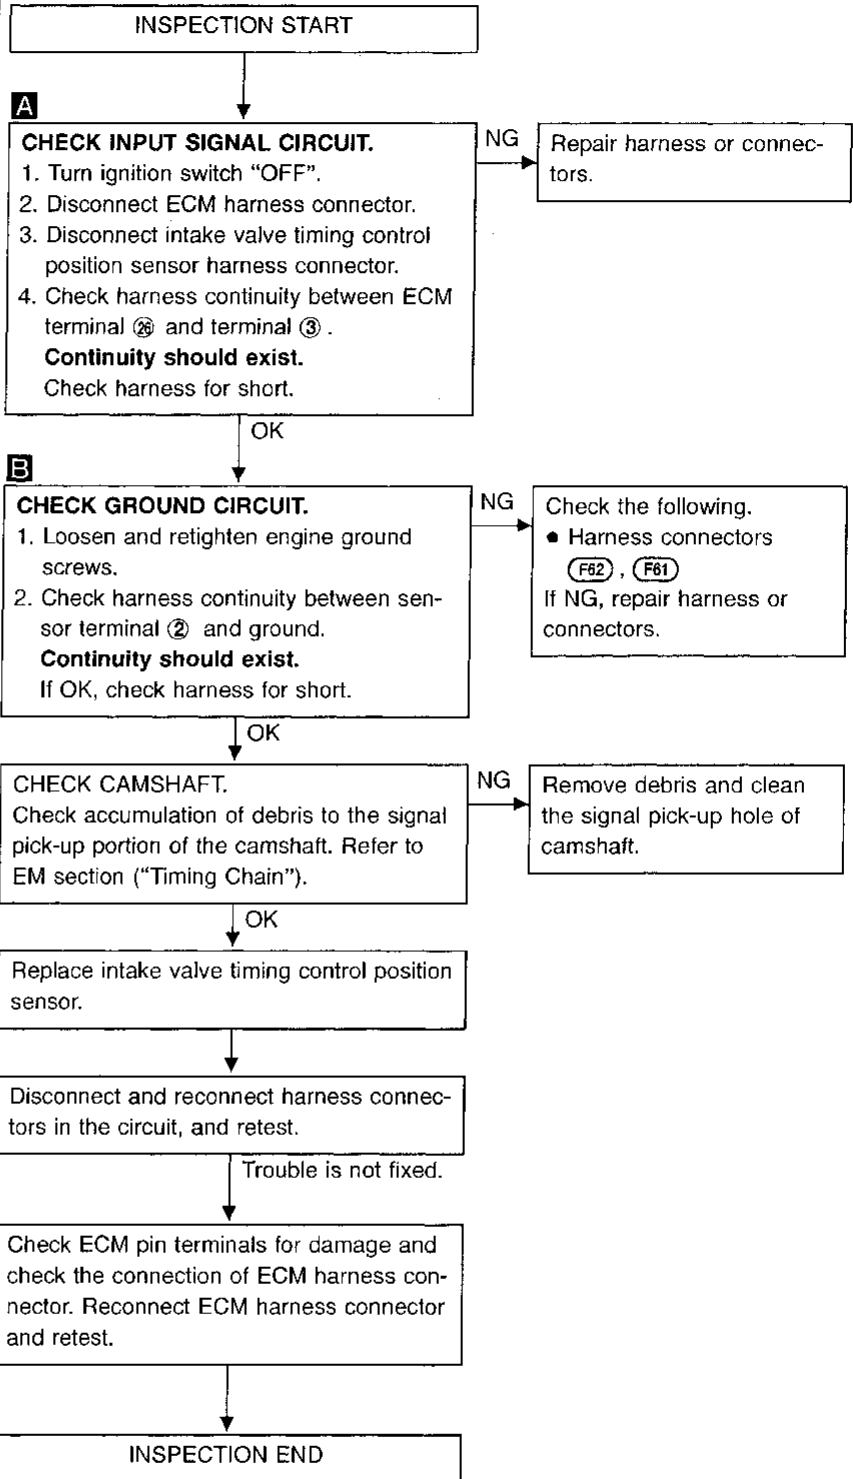 INSPECTION START
A
CHECK INPUT SIGNAL CIRCUIT.
1. Turn ignition switch “OFF”.
2. Disconnect ECM harness connector.
3. Disconnect intake valve timing control
position sensor harness connector.
4. Check harness continuity between ECM
terminal ㉖ and terminal ③ .
Continuity should exist.
Check harness for short.
NG
Repair harness or connec-
tors.
OK
B
CHECK GROUND CIRCUIT.
1. Loosen and retighten engine ground
screws.
2. Check harness continuity between sen-
sor terminal ② and ground.
Continuity should exist.
If OK, check harness for short.
NG
Check the following.
● Harness connectors
F62 , F61
If NG, repair harness or
connectors.
OK
CHECK CAMSHAFT.
Check accumulation of debris to the signal
pick-up portion of the camshaft. Refer to
EM section (“Timing Chain”).
NG
Remove debris and clean
the signal pick-up hole of
camshaft.
OK
Replace intake valve timing control position
sensor.
Disconnect and reconnect harness connec-
tors in the circuit, and retest.
Trouble is not fixed.
Check ECM pin terminals for damage and
check the connection of ECM harness con-
nector. Reconnect ECM harness connector
and retest.
INSPECTION END